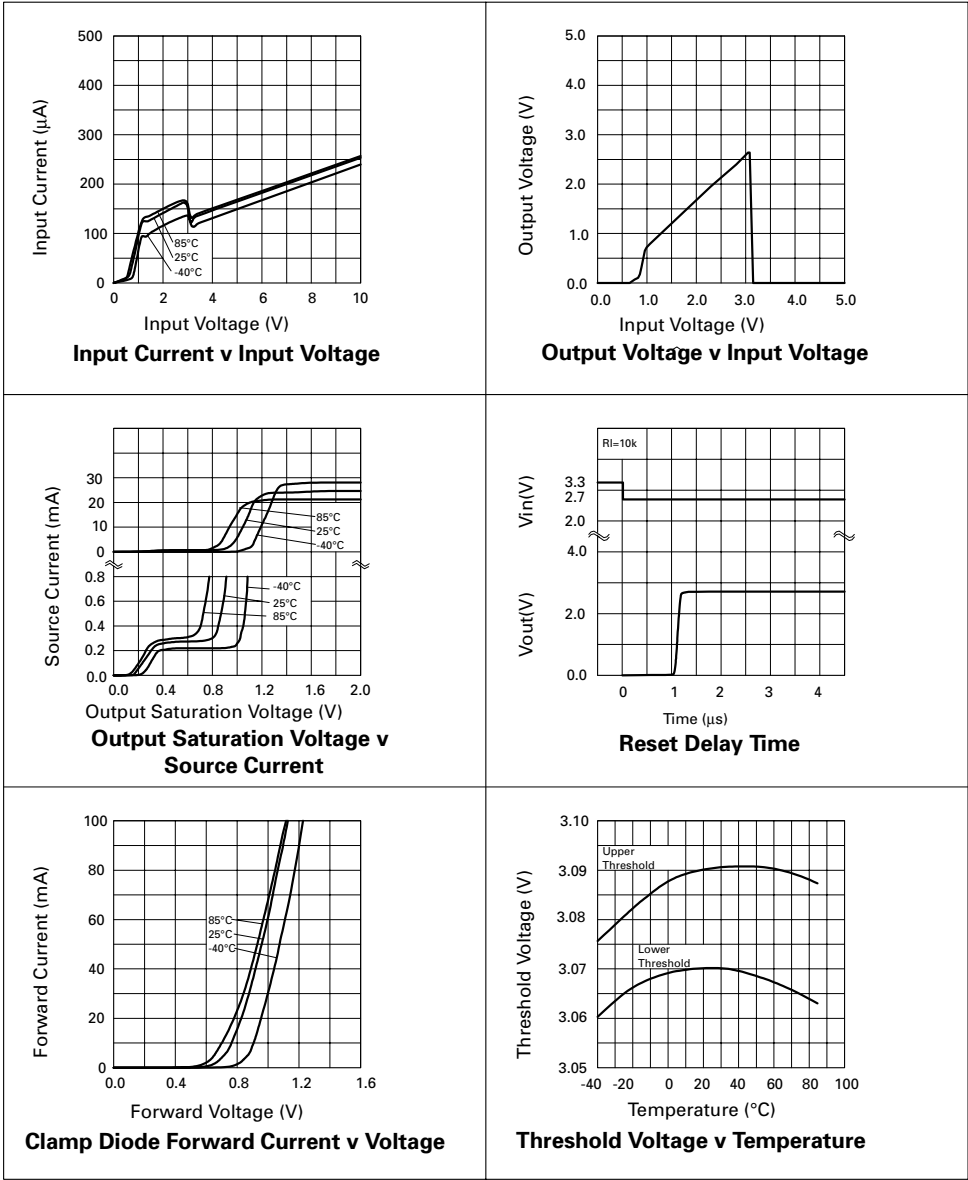 500
400
300
200
100
0
Input Current (μA)
85°C
25°C
-40°C
0 2 4 6 8 10
Input Voltage (V)
Input Current v Input Voltage
5.0
4.0
3.0
2.0
1.0
0.0
Output Voltage (V)
0.0 1.0 2.0 3.0 4.0 5.0
Input Voltage (V)
Output Voltage v Input Voltage
30
20
10
0
Source Current (mA)
85°C
25°C
-40°C
0.8
0.6
0.4
0.2
0.0
-40°C
25°C
85°C
0.0 0.4 0.8 1.2 1.6 2.0
Output Saturation Voltage (V)
Output Saturation Voltage v
Source Current
Rl=10k
Vin(V)
3.3
2.7
2.0
4.0
2.0
0.0
Vout(V)
0 1 2 3 4
Time (μs)
Reset Delay Time
100
80
60
40
20
0
Forward Current (mA)
85°C
25°C
-40°C
0.0 0.4 0.8 1.2 1.6
Forward Voltage (V)
Clamp Diode Forward Current v Voltage
3.10
3.09
3.08
3.07
3.06
3.05
Threshold Voltage (V)
Upper
Threshold
Lower
Threshold
-40 -20 0 20 40 60 80 100
Temperature (°C)
Threshold Voltage v Temperature